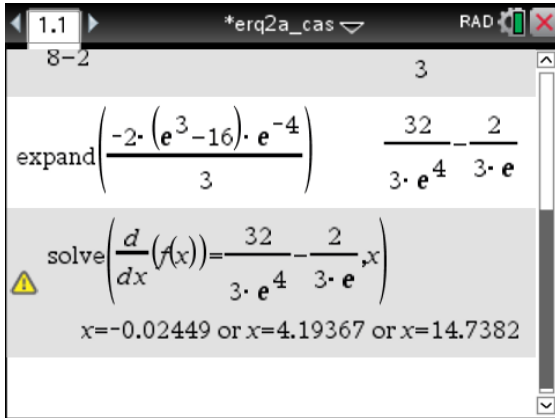 1.1 *erq2a_cas RAD
8-2
3
expand((-2·(e^3-16)·e^-4)/3) 32/(3·e^4)-2/(3·e)
solve(d/dx(f(x))=32/(3·e^4)-2/(3·e),x)
x=-0.02449 or x=4.19367 or x=14.7382